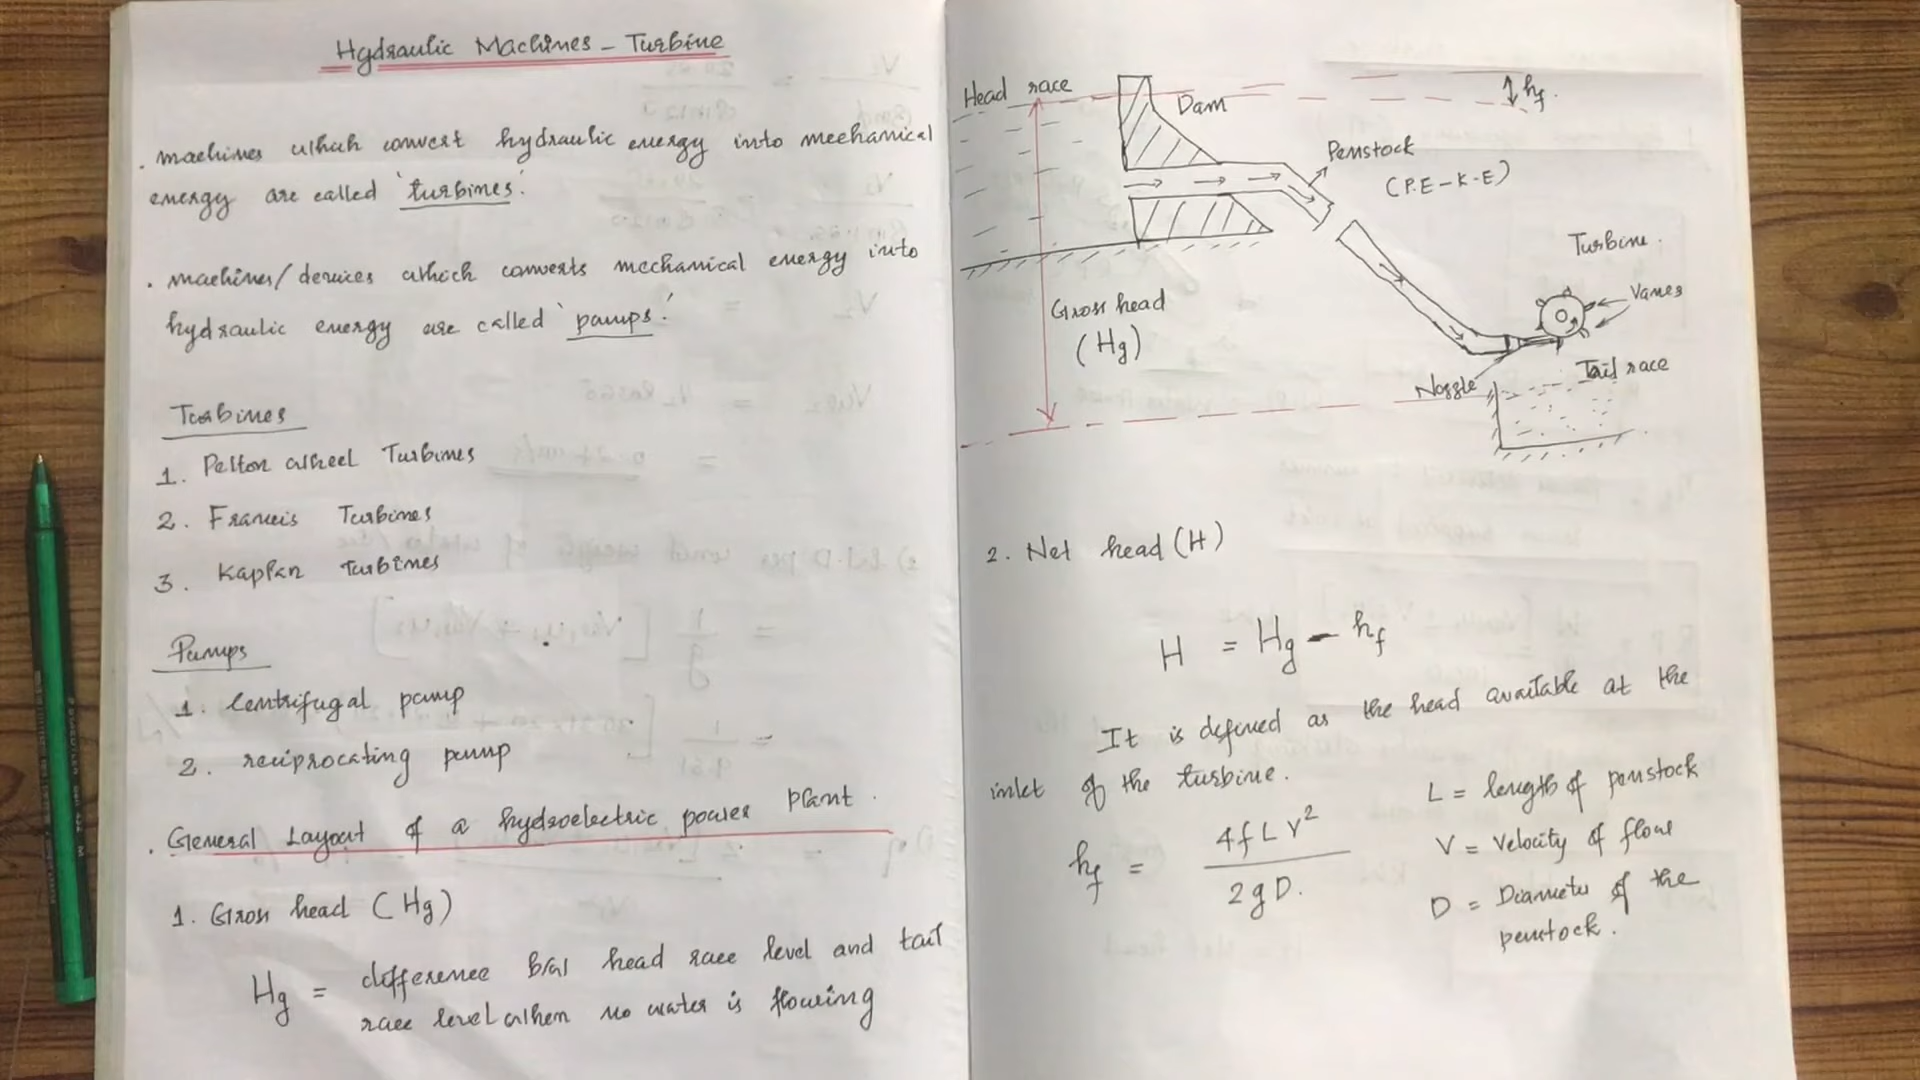 Hydraulic Machines - Turbine
. machines which convert hydraulic energy into mechanical
energy are called 'turbines'.
. machines/devices which converts mechanical energy into
hydraulic energy are called 'pumps'.
Turbines
1. Pelton wheel Turbines
2. Francis Turbines
3. Kaplan Turbines
Pumps
1. Centrifugal pump
2. reciprocating pump
. General Layout of a hydroelectric power plant.
1. Gross head (Hg)
Hg = difference b/w head race level and tail
race level when no water is flowing
Head race
Dam
hf.
Penstock
(P.E-K.E)
Turbine.
Vanes
Gross head
(Hg)
Nozzle
Tail race
2. Net head (H)
H = Hg - hf
It is defined as the head available at the
inlet of the turbine.
hf = 4fLV² / 2gD.
L = length of penstock
V = Velocity of flow
D = Diameter of the
penstock.